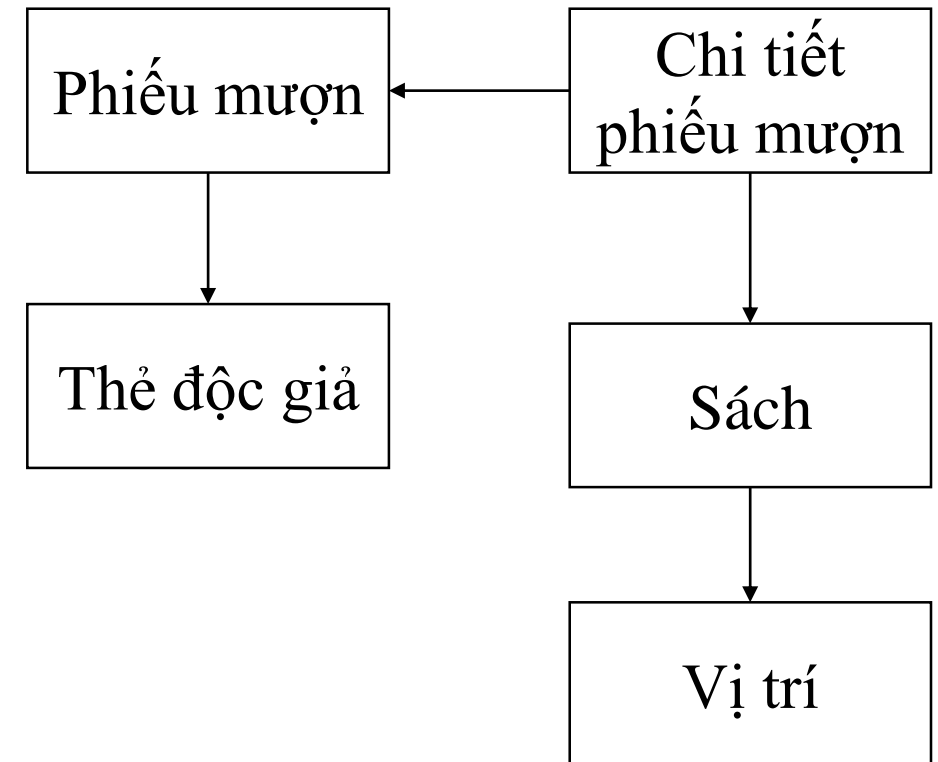 Phiếu mượn
Chi tiết
phiếu mượn
Thẻ độc giả
Sách
Vị trí